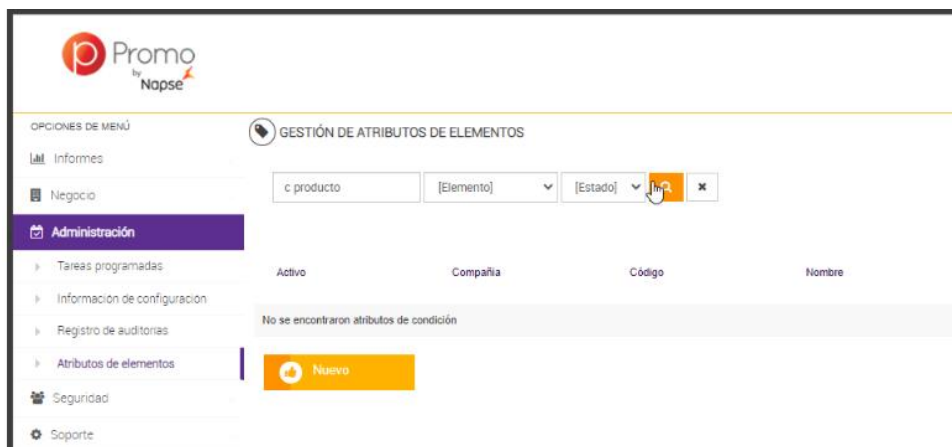 Promo
by
Napse
OPCIONES DE MENÚ
Informes
Negocio
Administración
Tareas programadas
Información de configuración
Registro de auditorias
Atributos de elementos
Seguridad
Soporte
GESTIÓN DE ATRIBUTOS DE ELEMENTOS
c producto [Elemento] [Estado]
Activo Compañia Código Nombre
No se encontraron atributos de condición
Nuevo